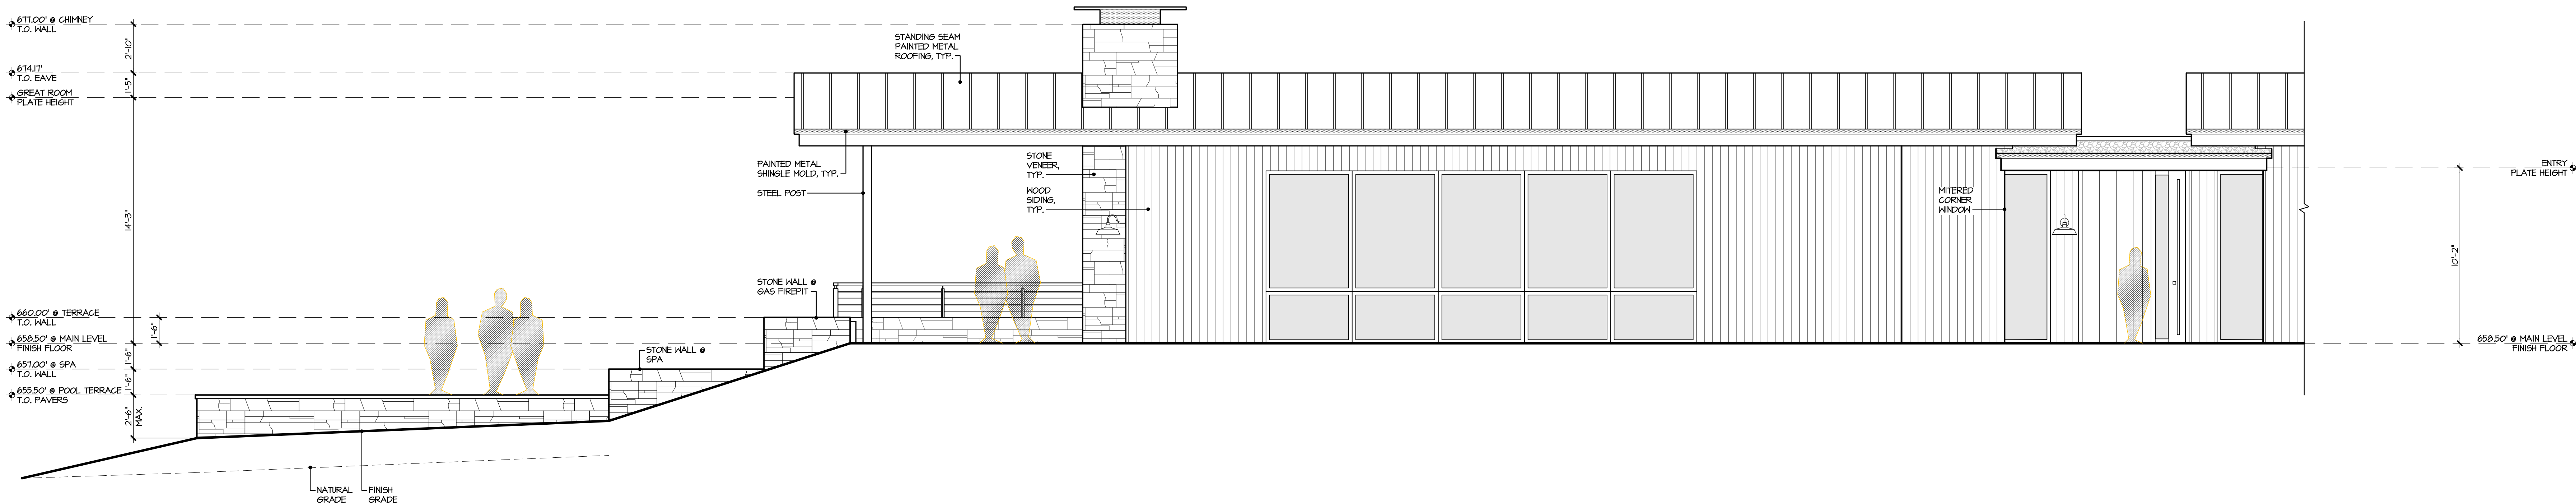 677.00' @ CHIMNEY
T.O. WALL
2'-10"
674.17'
T.O. EAVE
1'-5"
GREAT ROOM
PLATE HEIGHT
14'-3"
660.00' @ TERRACE
T.O. WALL
1'-6"
658.50' @ MAIN LEVEL
FINISH FLOOR
1'-6"
657.00' @ SPA
T.O. WALL
1'-6"
655.50' @ POOL TERRACE
T.O. PAVERS
2'-6"
MAX.
NATURAL
GRADE
FINISH
GRADE
STANDING SEAM
PAINTED METAL
ROOFING, TYP.
PAINTED METAL
SHINGLE MOLD, TYP.
STEEL POST
STONE
VENEER,
TYP.
WOOD
SIDING,
TYP.
STONE WALL @
GAS FIREPIT
STONE WALL @
SPA
MITERED
CORNER
WINDOW
ENTRY
PLATE HEIGHT
10'-2"
658.50' @ MAIN LEVEL
FINISH FLOOR